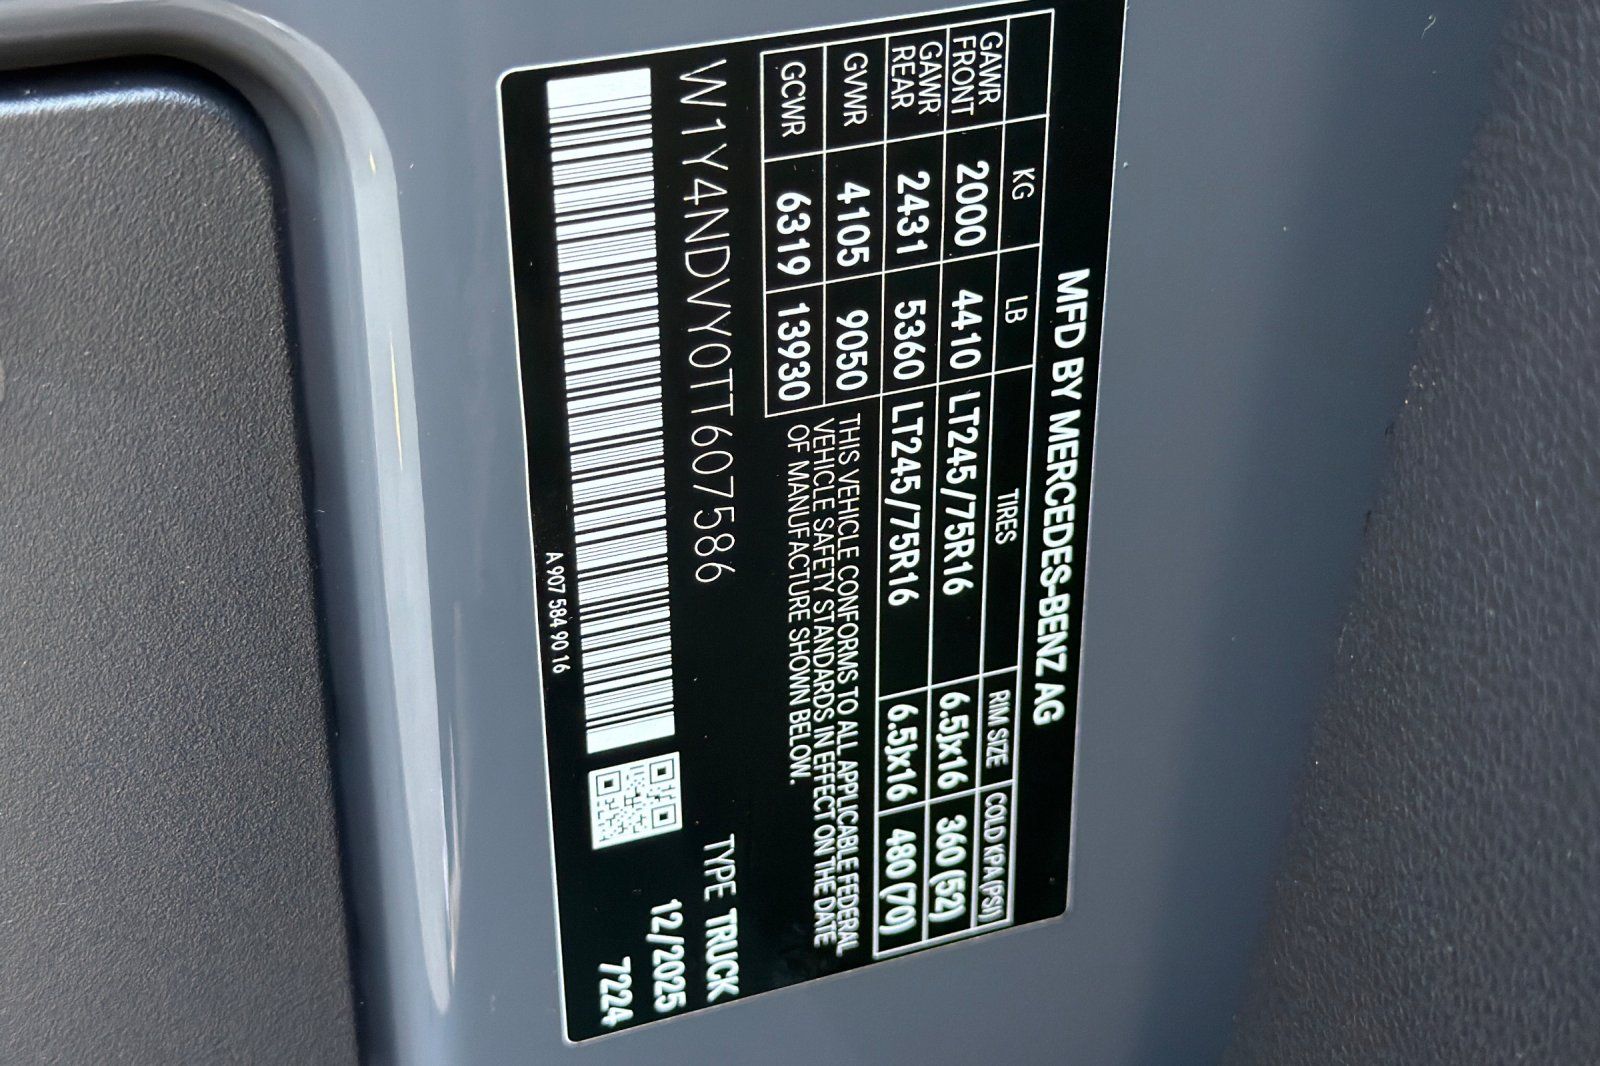 MFD BY MERCEDES-BENZ AG
KG LB TIRES RIM SIZE COLD KPA (PSI)
GAWR FRONT 2000 4410 LT245/75R16 6.5Jx16 360 (52)
GAWR REAR 2431 5360 LT245/75R16 6.5Jx16 480 (70)
GVWR 4105 9050
GCWR 6319 13930
THIS VEHICLE CONFORMS TO ALL APPLICABLE FEDERAL
VEHICLE SAFETY STANDARDS IN EFFECT ON THE DATE
OF MANUFACTURE SHOWN BELOW.
W1Y4NDVY0TT607586
TYPE TRUCK
12/2025
7224
A 907 584 90 16